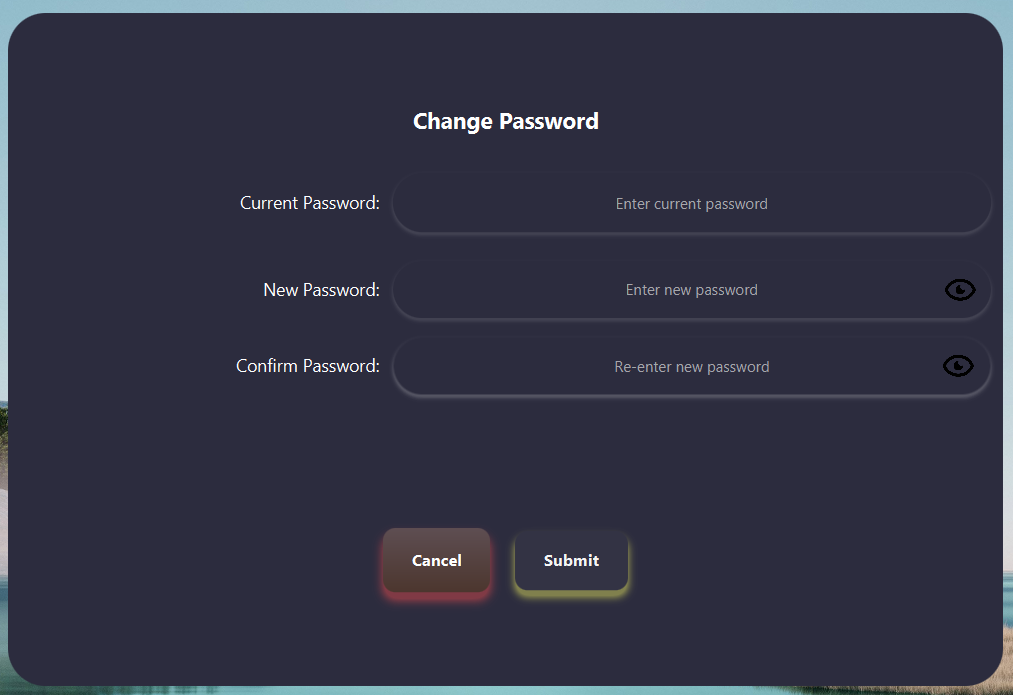 Change Password
Current Password: Enter current password
New Password: Enter new password
Confirm Password: Re-enter new password
Cancel Submit